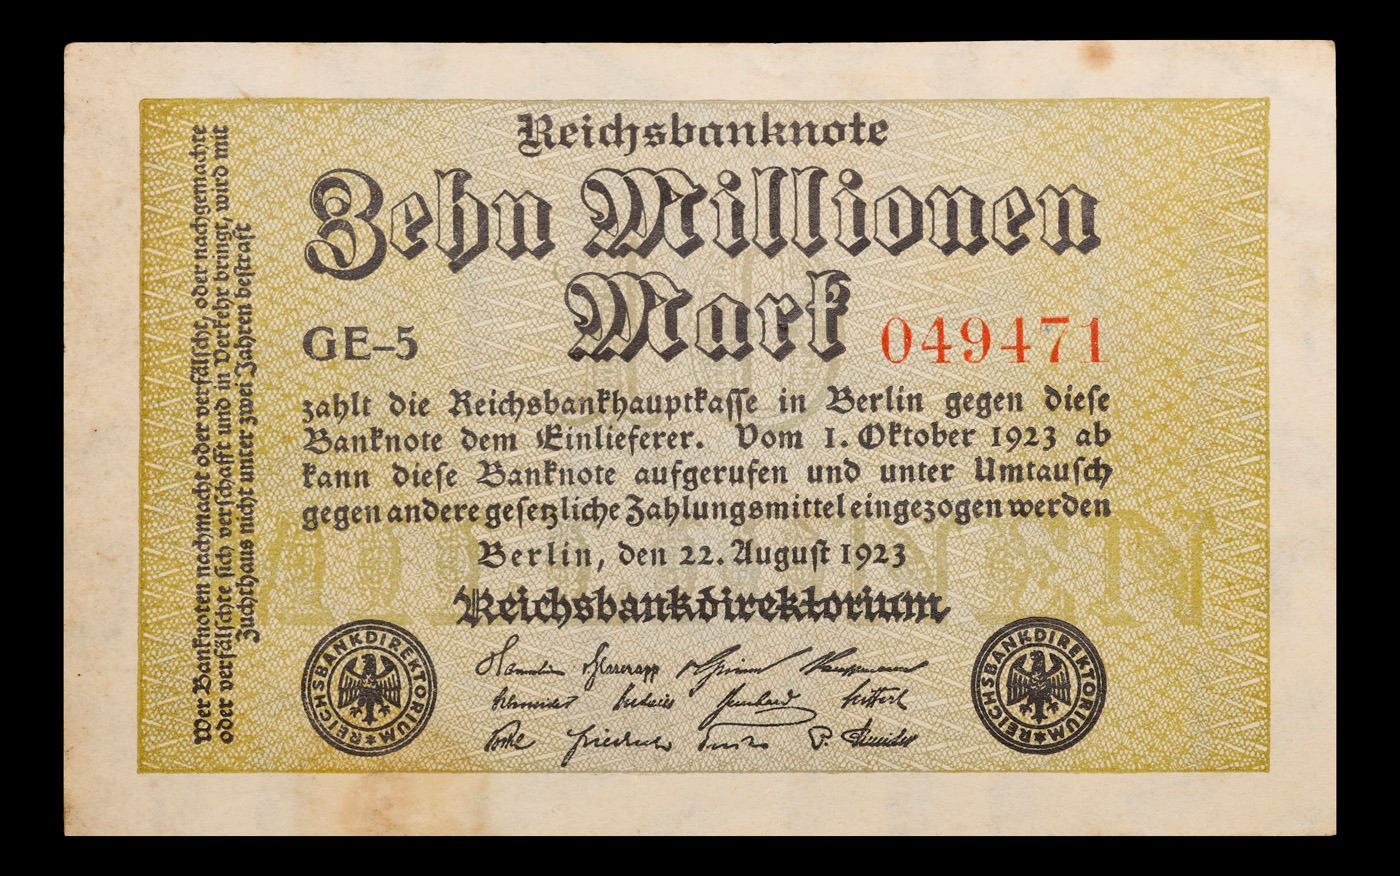 Reichsbanknote
Zehn Millionen
Mark
GE-5
049471
zahlt die Reichsbankhauptkasse in Berlin gegen diese
Banknote dem Einlieferer. Vom 1. Oktober 1923 ab
kann diese Banknote aufgerufen und unter Umtausch
gegen andere gesetzliche Zahlungsmittel eingezogen werden
Berlin, den 22. August 1923
Reichsbankdirektorium
REICHSBANKDIREKTORIUM
REICHSBANKDIREKTORIUM
Wer Banknoten nachmacht oder verfälscht, oder nachgemachte
oder verfälschte sich verschafft und in Verkehr bringt, wird mit
Zuchthaus nicht unter zwei Jahren bestraft